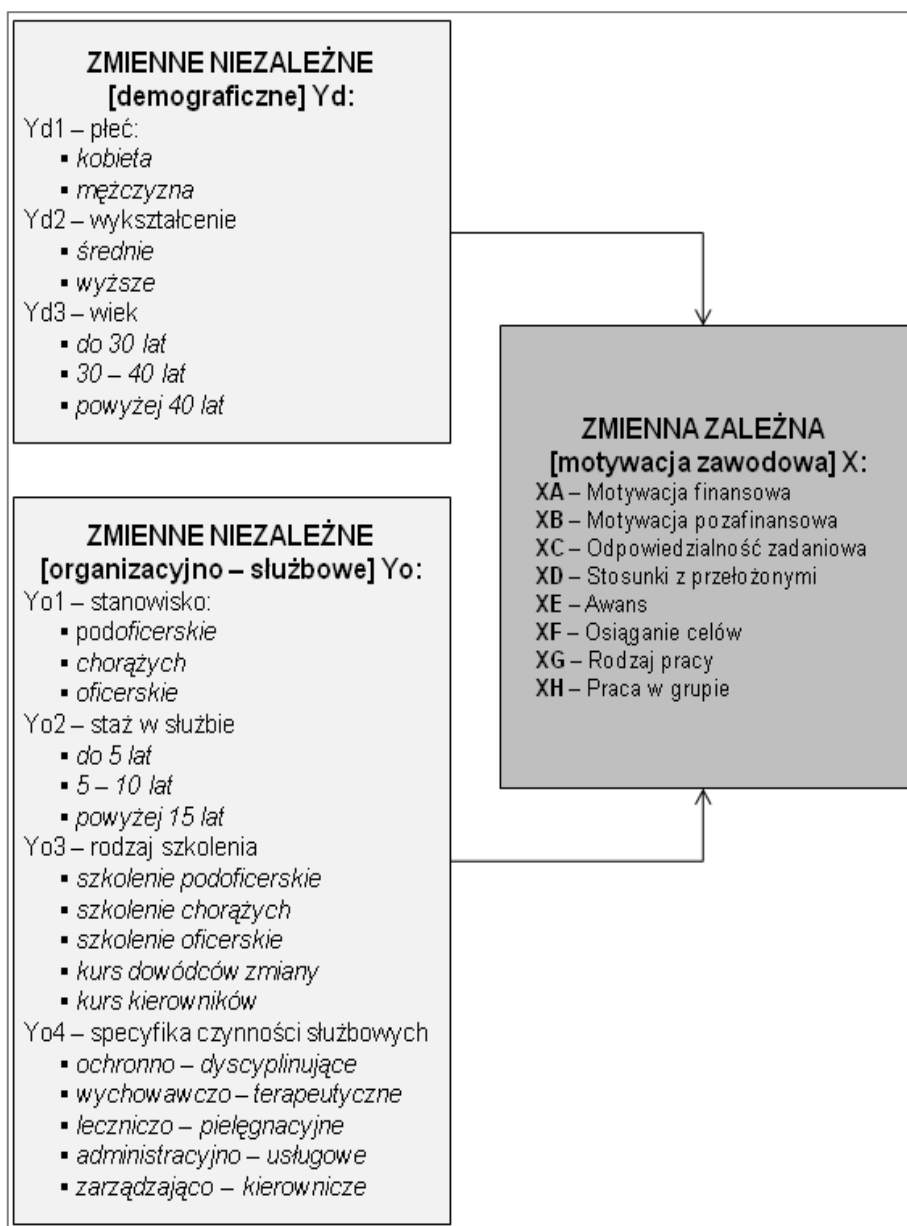 ZMIENNE NIEZALEŻNE
[demograficzne] Yd:
Yd1 – płeć:
▪ kobieta
▪ mężczyzna
Yd2 – wykształcenie
▪ średnie
▪ wyższe
Yd3 – wiek
▪ do 30 lat
▪ 30 – 40 lat
▪ powyżej 40 lat
ZMIENNE NIEZALEŻNE
[organizacyjno – służbowe] Yo:
Yo1 – stanowisko:
▪ podoficerskie
▪ chorążych
▪ oficerskie
Yo2 – staż w służbie
▪ do 5 lat
▪ 5 – 10 lat
▪ powyżej 15 lat
Yo3 – rodzaj szkolenia
▪ szkolenie podoficerskie
▪ szkolenie chorążych
▪ szkolenie oficerskie
▪ kurs dowódców zmiany
▪ kurs kierowników
Yo4 – specyfika czynności służbowych
▪ ochronno – dyscyplinujące
▪ wychowawczo – terapeutyczne
▪ leczniczo – pielęgnacyjne
▪ administracyjno – usługowe
▪ zarządzająco – kierownicze
ZMIENNA ZALEŻNA
[motywacja zawodowa] X:
XA – Motywacja finansowa
XB – Motywacja pozafinansowa
XC – Odpowiedzialność zadaniowa
XD – Stosunki z przełożonymi
XE – Awans
XF – Osiąganie celów
XG – Rodzaj pracy
XH – Praca w grupie